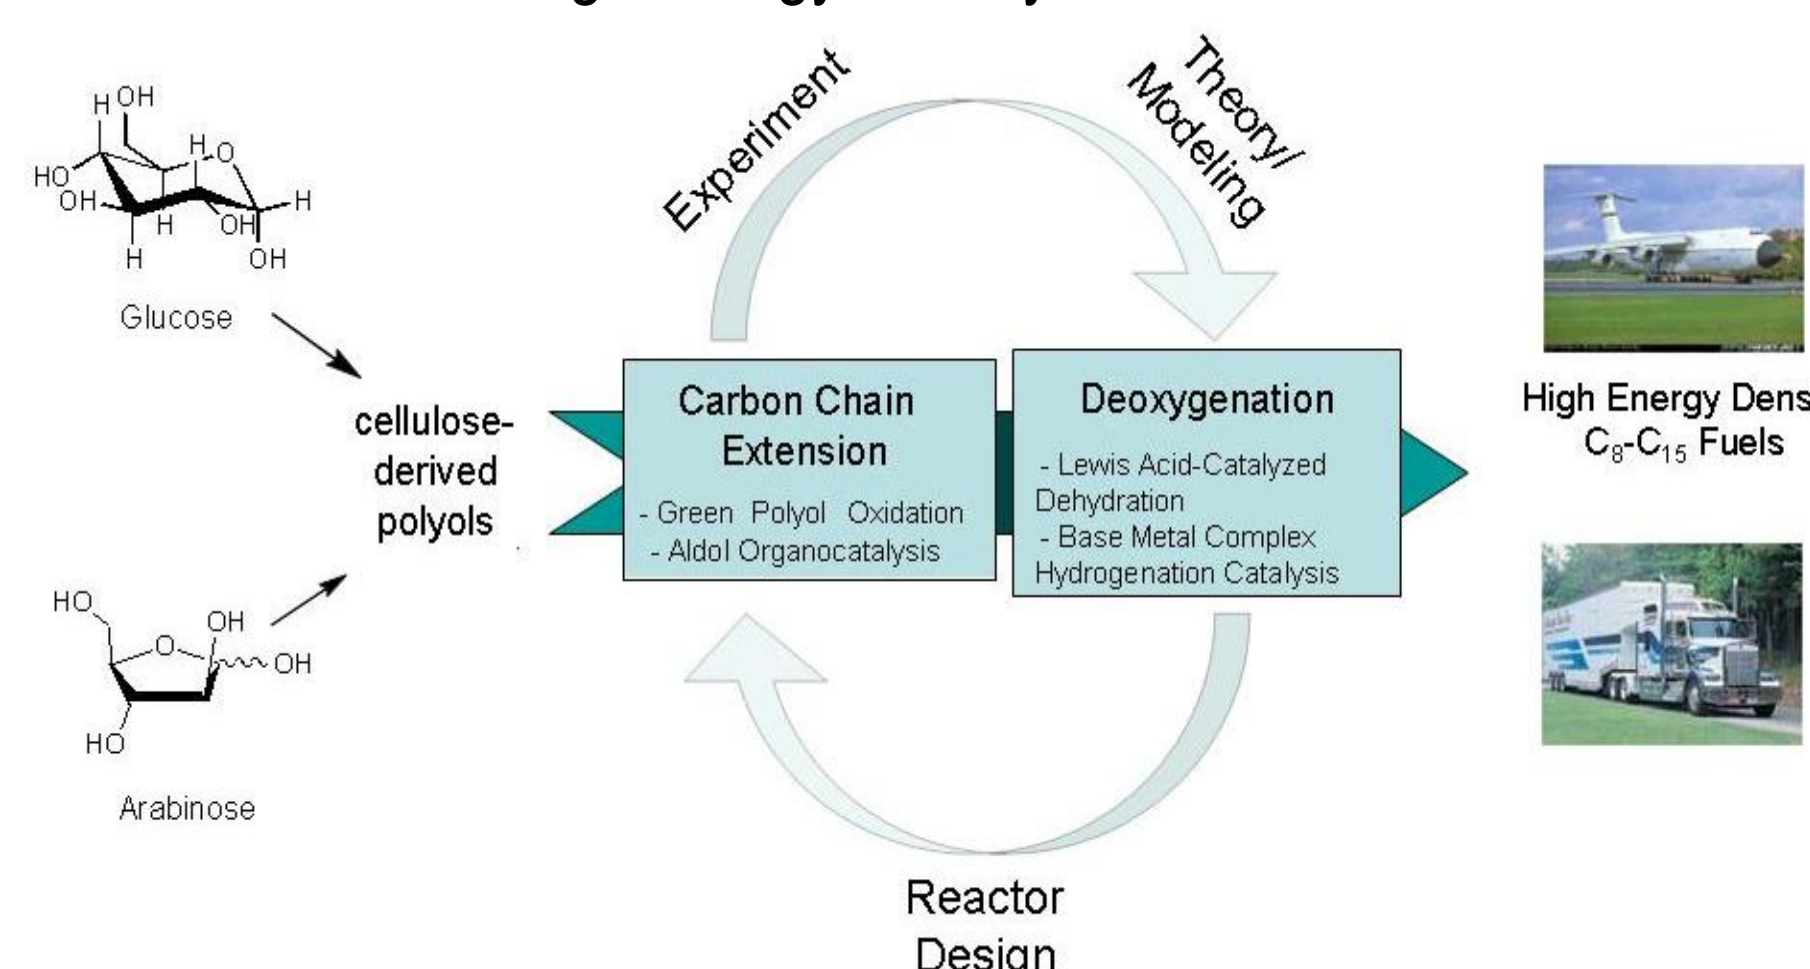 Experiment
Theory/
Modeling
H OH
H
O
HO
OH
H
H
OH
H
OH
Glucose
cellulose-
derived
polyols
Carbon Chain
Extension
- Green Polyol Oxidation
- Aldol Organocatalysis
Deoxygenation
- Lewis Acid-Catalyzed
Dehydration
- Base Metal Complex
Hydrogenation Catalysis
High Energy Dens
C8-C15 Fuels
HO
OH
O
OH
HO
Arabinose
Reactor
Design